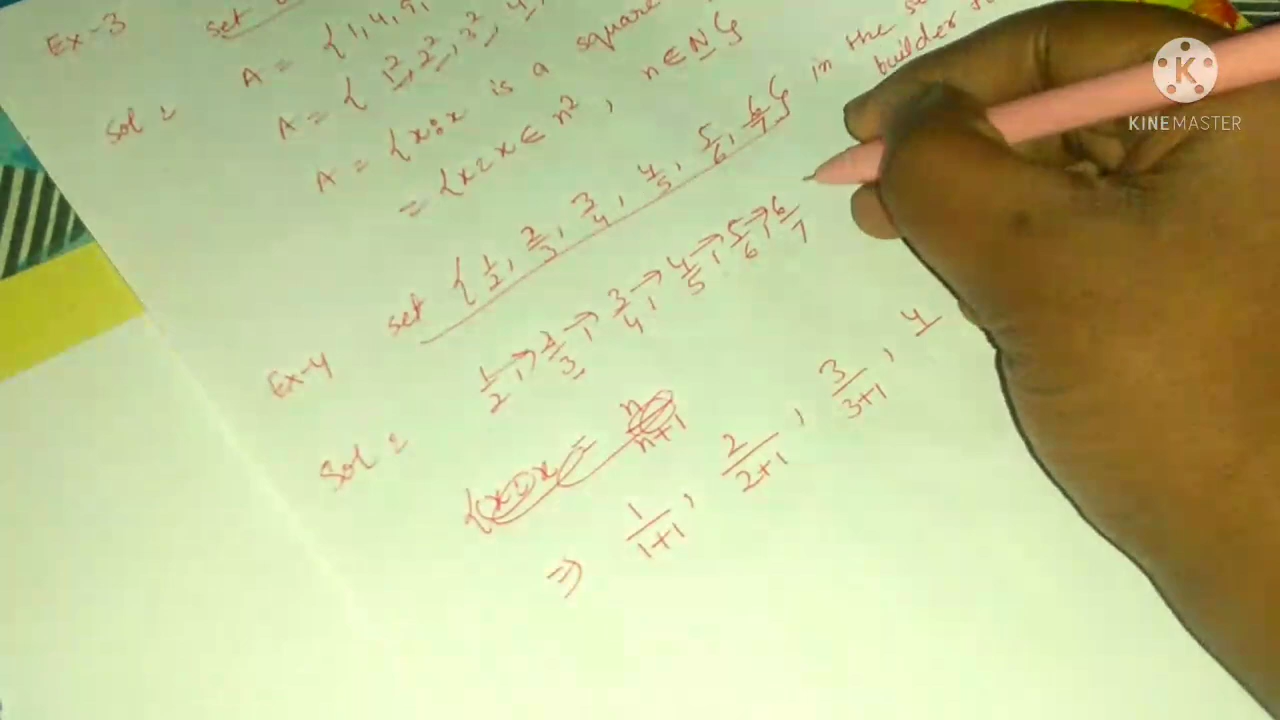 Ex-3 set
A = {1, 4, 9,
Sol: A = { 1², 2², 3², 4,
A = {x:x is a square
= {x:x ∈ n², n ∈ N}
Ex-4 set {1/2, 2/3, 3/4, 4/5, 5/6, 6/7} in the
builder
Sol: 1/2, → 2/3, → 3/4, → 4/5, → 5/6, → 6/7
{x:x = n/n+1
⇒ 1/1+1, 2/2+1, 3/3+1, 4/
K
KINEMASTER